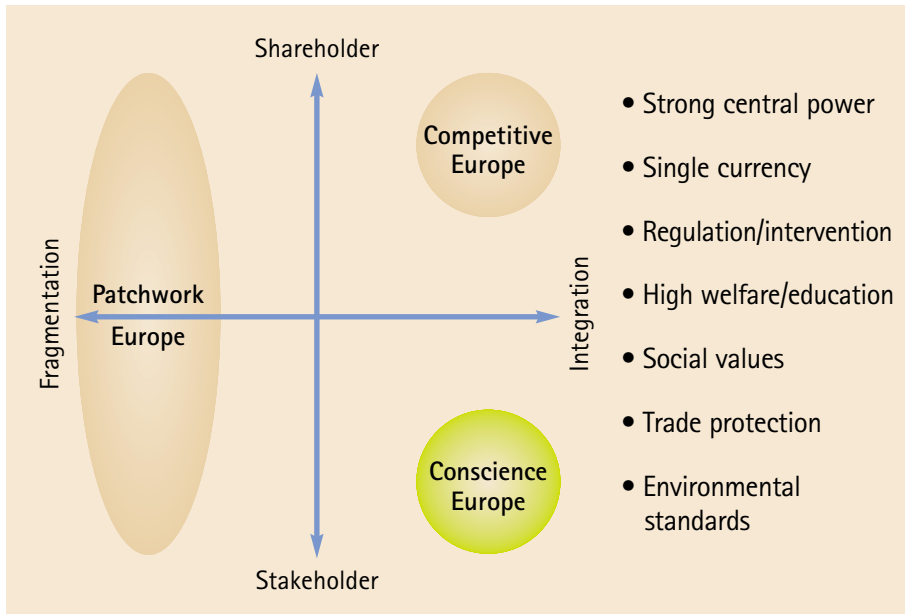 Shareholder
Competitive
Europe
Fragmentation
Patchwork
Europe
Integration
Conscience
Europe
Stakeholder
• Strong central power
• Single currency
• Regulation/intervention
• High welfare/education
• Social values
• Trade protection
• Environmental
standards